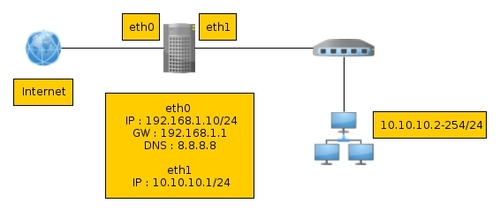 eth0
eth1
Internet
eth0
IP : 192.168.1.10/24
GW : 192.168.1.1
DNS : 8.8.8.8
eth1
IP : 10.10.10.1/24
10.10.10.2-254/24